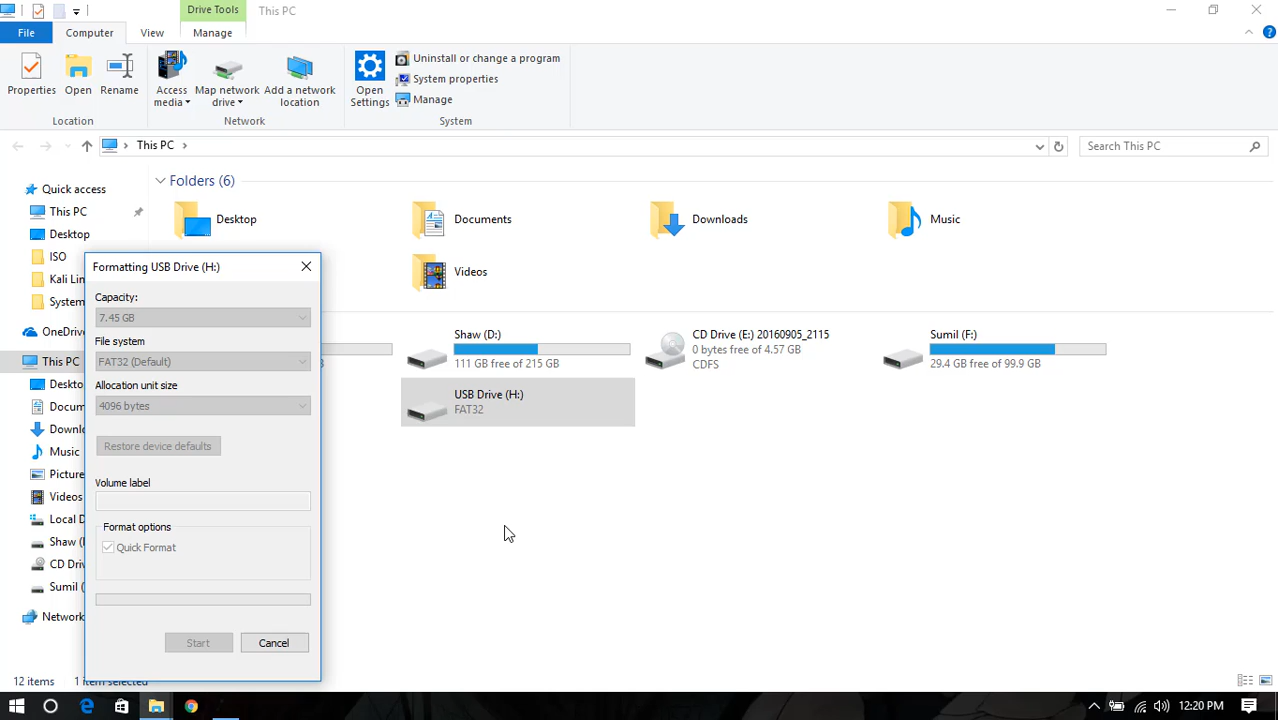 Drive Tools
This PC
File
Computer
View
Manage
Properties
Open
Rename
Access media
Map network drive
Add a network location
Open Settings
Uninstall or change a program
System properties
Manage
Location
Network
System
This PC
Search This PC
Quick access
This PC
Desktop
ISO
Kali Lin
System
OneDrive
This PC
Deskto
Docum
Downlo
Music
Picture
Videos
Local D
Shaw (
CD Driv
Sumil (
Network
Folders (6)
Desktop
Documents
Downloads
Music
Videos
Shaw (D:)
111 GB free of 215 GB
CD Drive (E:) 20160905_2115
0 bytes free of 4.57 GB
CDFS
Sumil (F:)
29.4 GB free of 99.9 GB
USB Drive (H:)
FAT32
Formatting USB Drive (H:)
Capacity:
7.45 GB
File system
FAT32 (Default)
Allocation unit size
4096 bytes
Restore device defaults
Volume label
Format options
Quick Format
Start
Cancel
12 items
1 item selected
12:20 PM